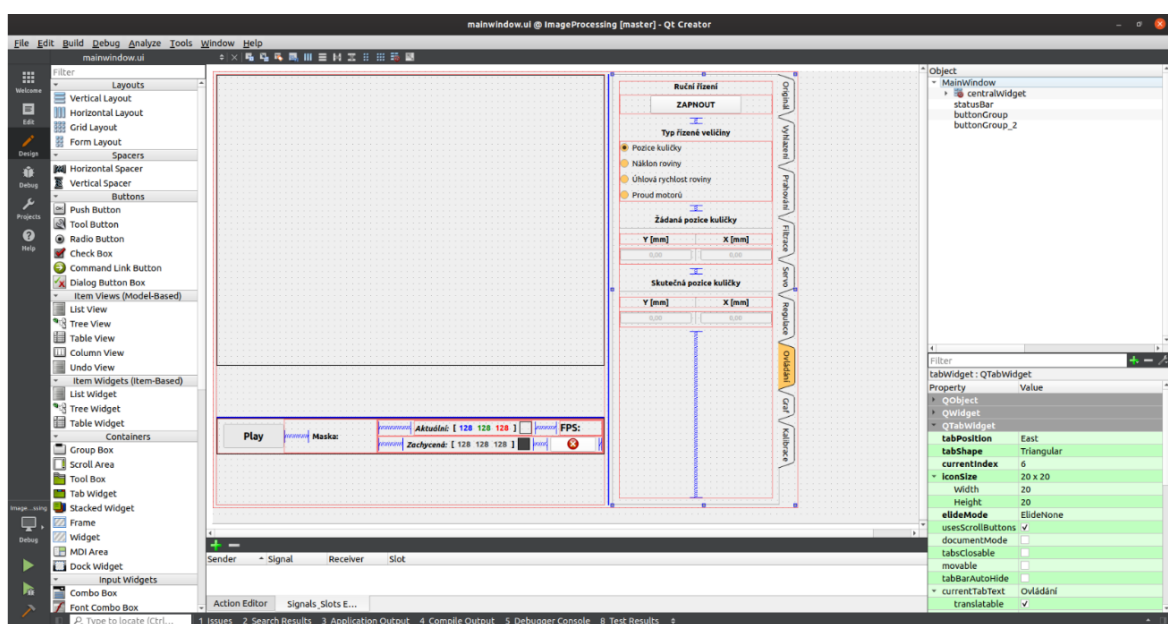 mainwindow.ui @ ImageProcessing [master] - Qt Creator
File Edit Build Debug Analyze Tools Window Help
mainwindow.ui
Welcome
Edit
Design
Debug
Projects
Help
Debug
Filter
Layouts
Vertical Layout
Horizontal Layout
Grid Layout
Form Layout
Spacers
Horizontal Spacer
Vertical Spacer
Buttons
Push Button
Tool Button
Radio Button
Check Box
Command Link Button
Dialog Button Box
Item Views (Model-Based)
List View
Tree View
Table View
Column View
Undo View
Item Widgets (Item-Based)
List Widget
Tree Widget
Table Widget
Containers
Group Box
Scroll Area
Tool Box
Tab Widget
Stacked Widget
Frame
Widget
MDI Area
Dock Widget
Input Widgets
Combo Box
Font Combo Box
Play
Maska:
Aktuální: [ 128 128 128 ]
FPS:
Zachycená: [ 128 128 128 ]
Ruční řízení
ZAPNOUT
Typ řízené veličiny
Pozice kuličky
Náklon roviny
Úhlová rychlost roviny
Proud motorů
Žádaná pozice kuličky
Y [mm] X [mm]
0,00 0,00
Skutečná pozice kuličky
Y [mm] X [mm]
0,00 0,00
Originál
Vyhlazení
Prahování
Filtrace
Servo
Regulace
Ovládání
Graf
Kalibrace
Sender Signal Receiver Slot
Action Editor Signals_Slots E...
Object
MainWindow
centralWidget
statusBar
buttonGroup
buttonGroup_2
Filter
tabWidget : QTabWidget
Property Value
QObject
QWidget
QTabWidget
tabPosition East
tabShape Triangular
currentIndex 6
iconSize 20 x 20
Width 20
Height 20
elideMode ElideNone
usesScrollButtons
documentMode
tabsClosable
movable
tabBarAutoHide
currentTabText Ovládání
translatable
Type to locate (Ctrl... 1 Issues 2 Search Results 3 Application Output 4 Compile Output 5 Debugger Console 8 Test Results